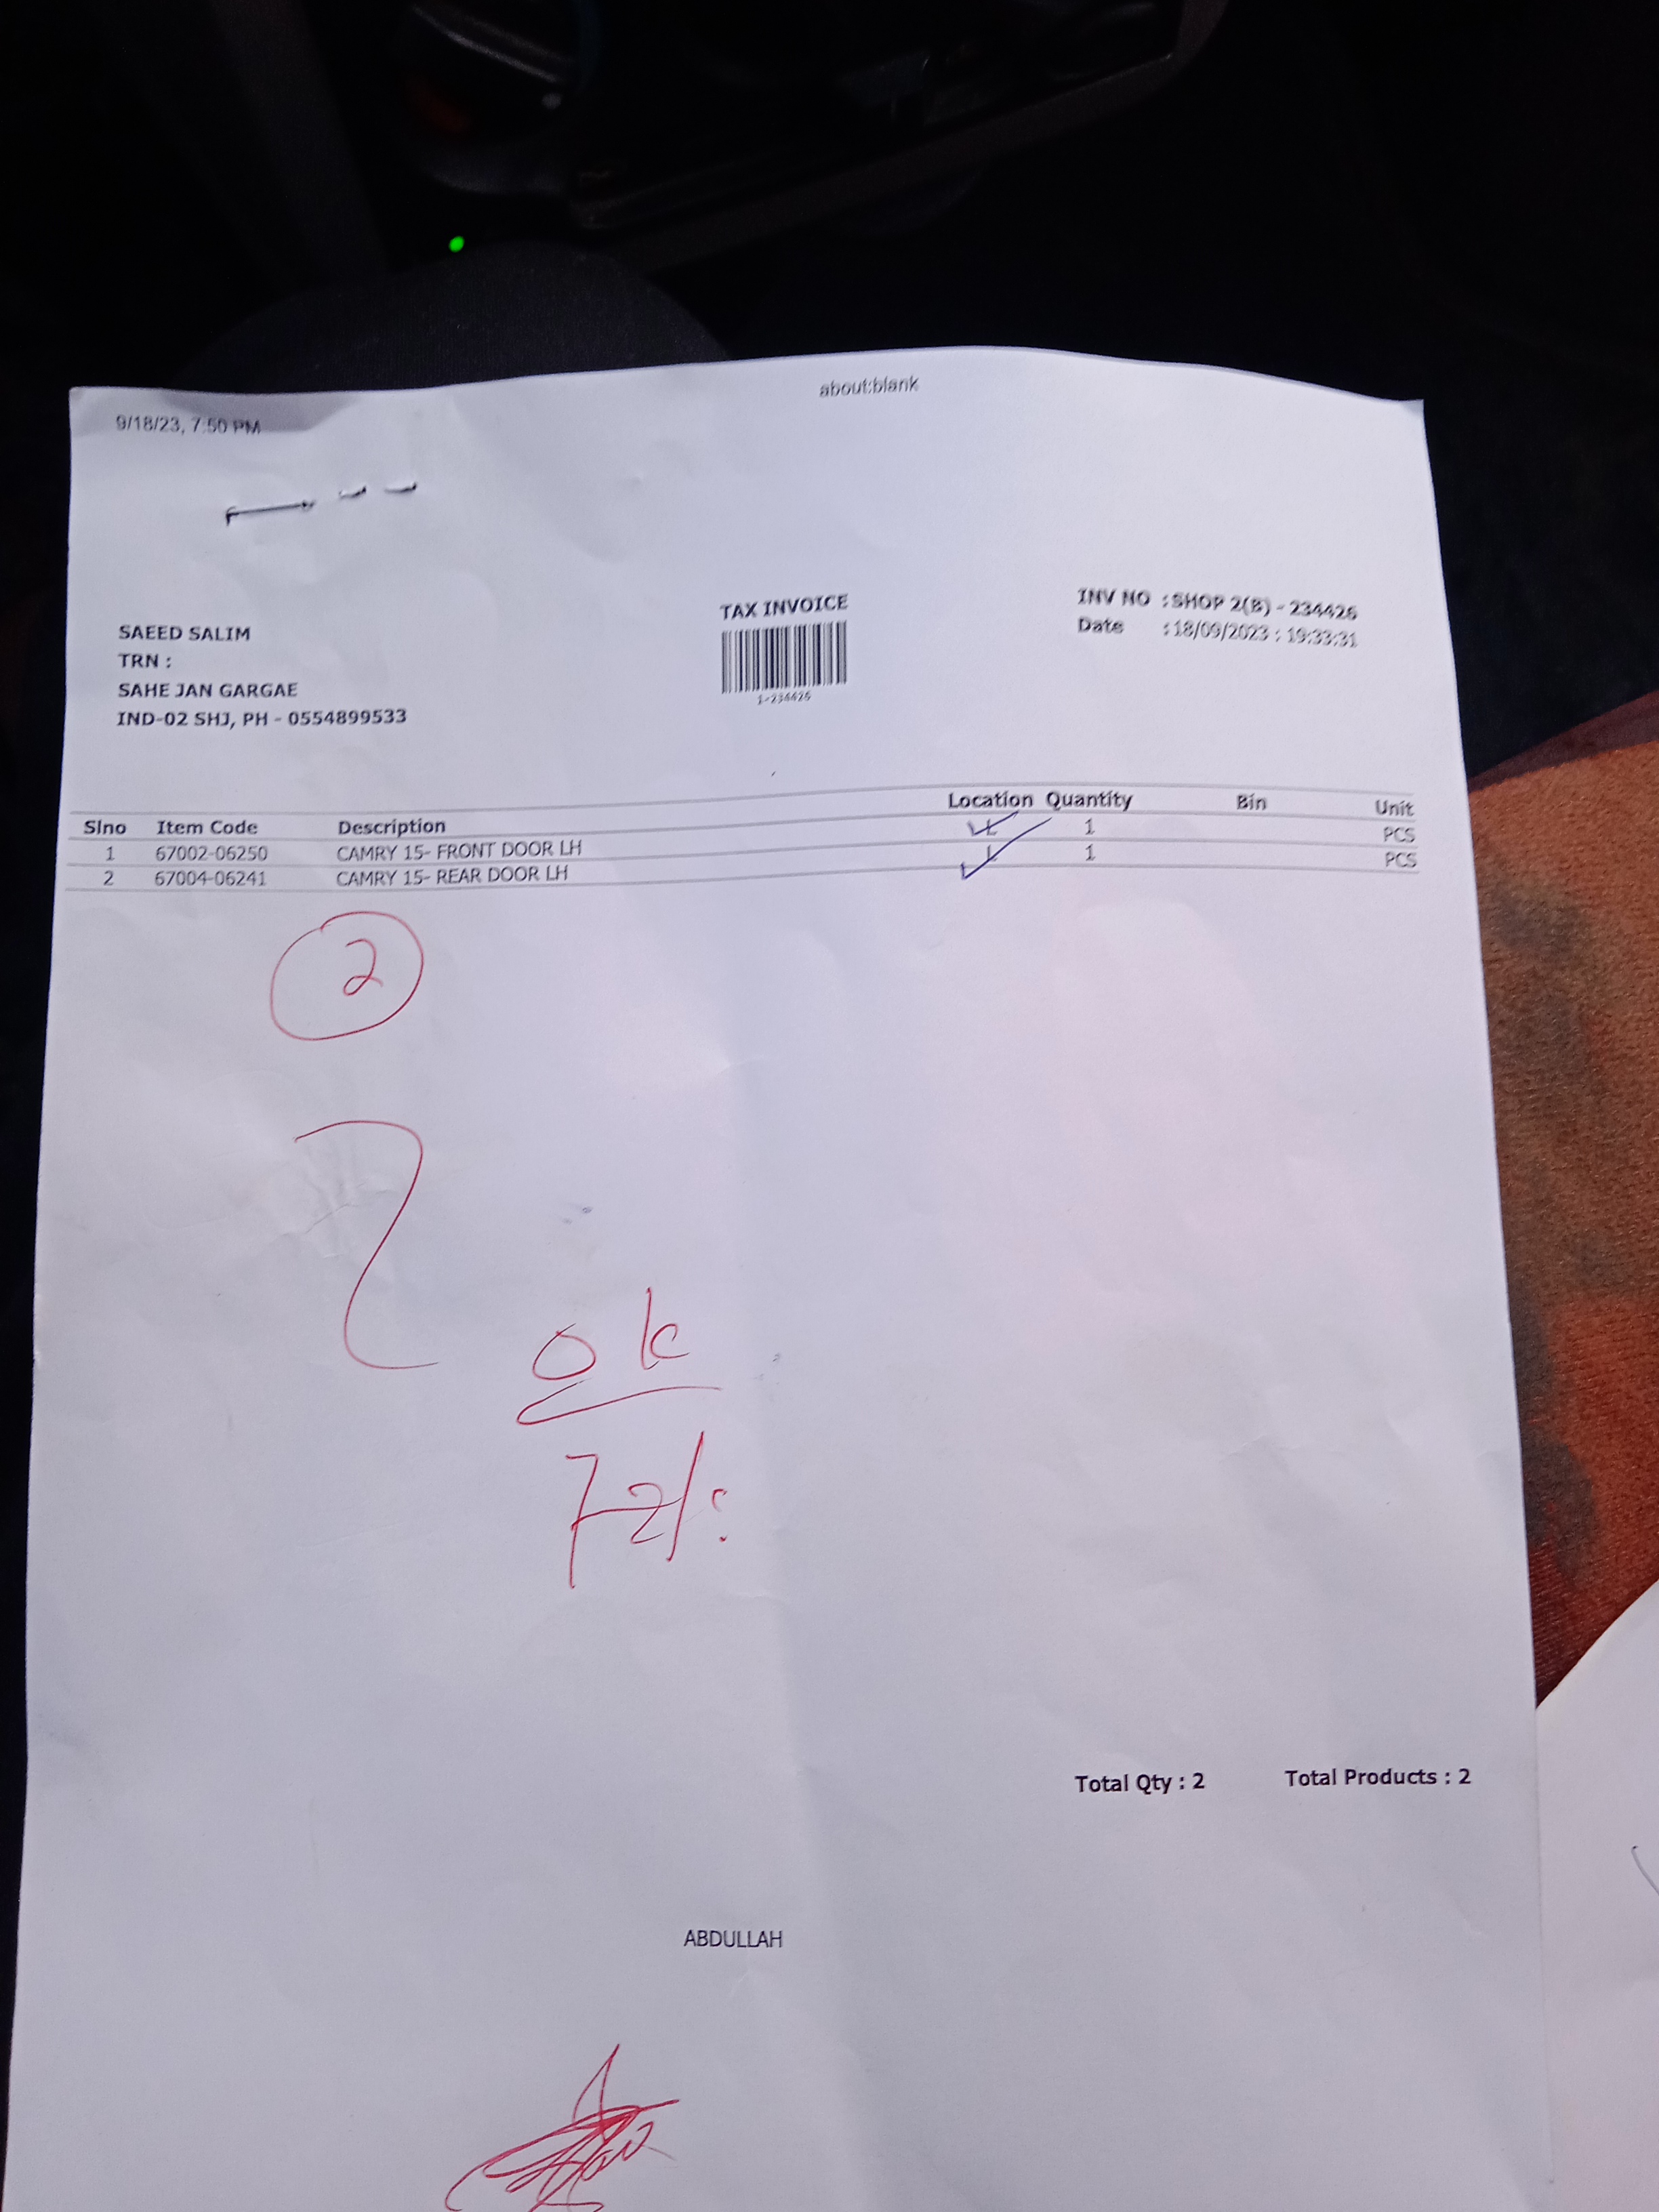 about:blank
9/18/23, 7:50 PM
TAX INVOICE
1-234426
INV NO : SHOP 2(B) - 234426
Date : 18/09/2023 : 19:33:31
SAEED SALIM
TRN :
SAHE JAN GARGAE
IND-02 SHJ, PH - 0554899533
Slno Item Code Description Location Quantity Bin Unit
1 67002-06250 CAMRY 15- FRONT DOOR LH 1 PCS
2 67004-06241 CAMRY 15- REAR DOOR LH 1 PCS
2
ok
Total Qty : 2 Total Products : 2
ABDULLAH